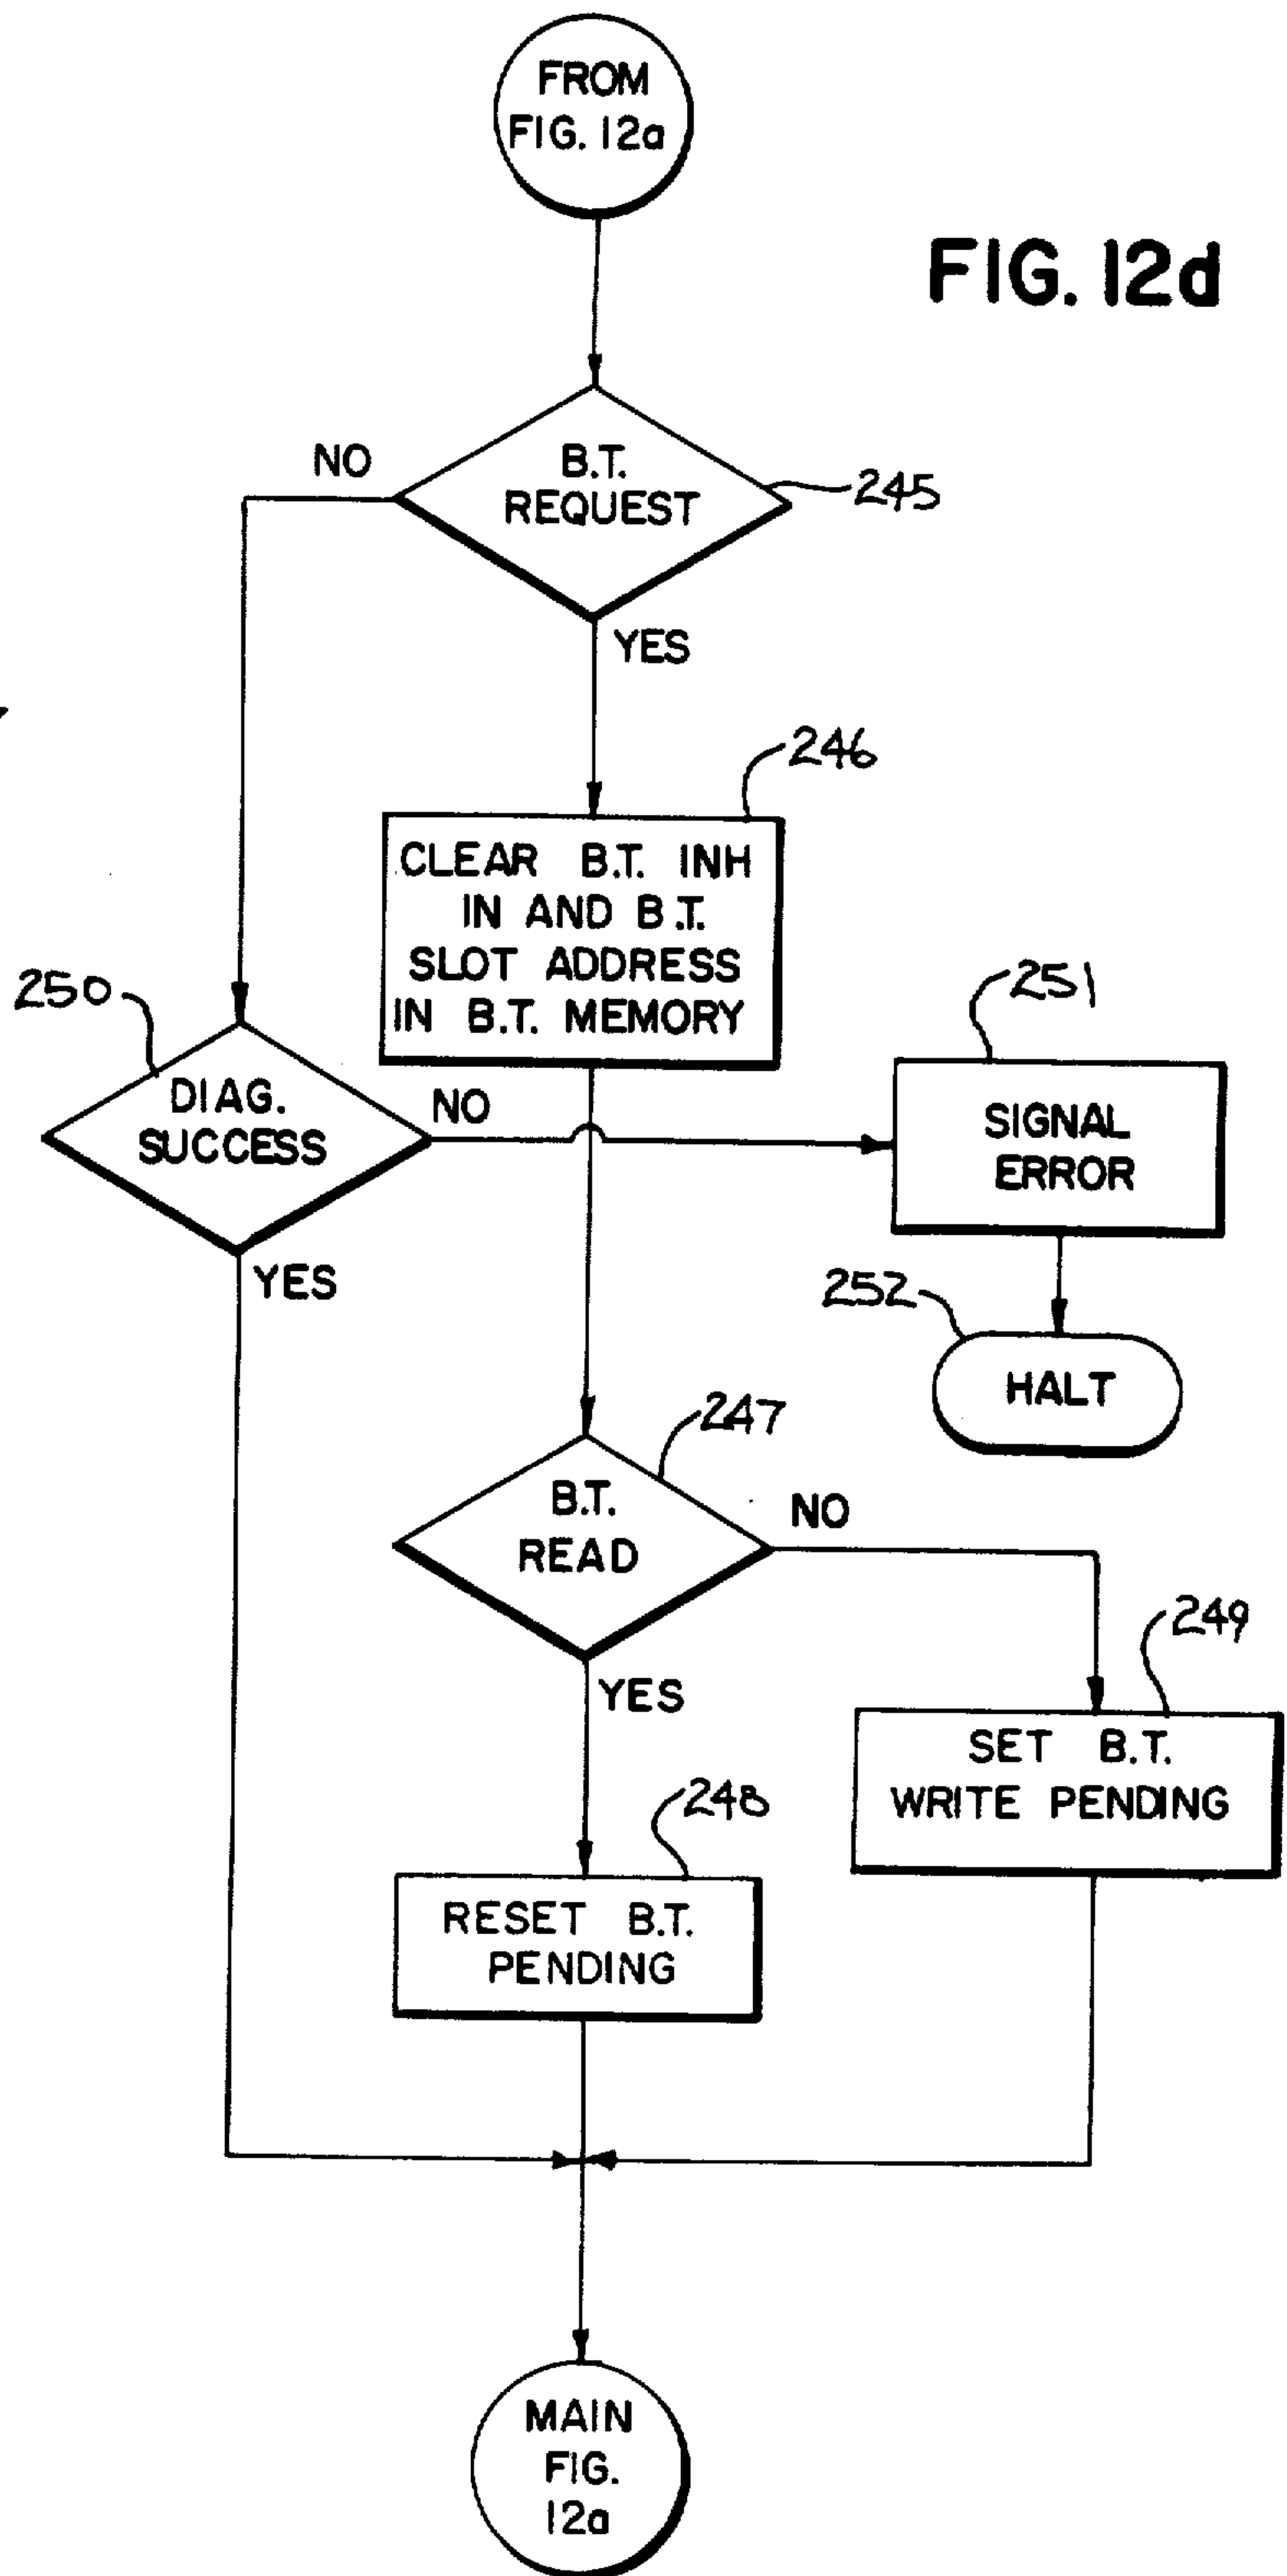 FROM
FIG. 12a
FIG. 12d
NO
B.T.
REQUEST
245
YES
246
CLEAR B.T. INH
IN AND B.T.
SLOT ADDRESS
IN B.T. MEMORY
250
DIAG.
SUCCESS
NO
YES
251
SIGNAL
ERROR
252
HALT
247
B.T.
READ
NO
YES
249
SET B.T.
WRITE PENDING
248
RESET B.T.
PENDING
MAIN
FIG.
12a